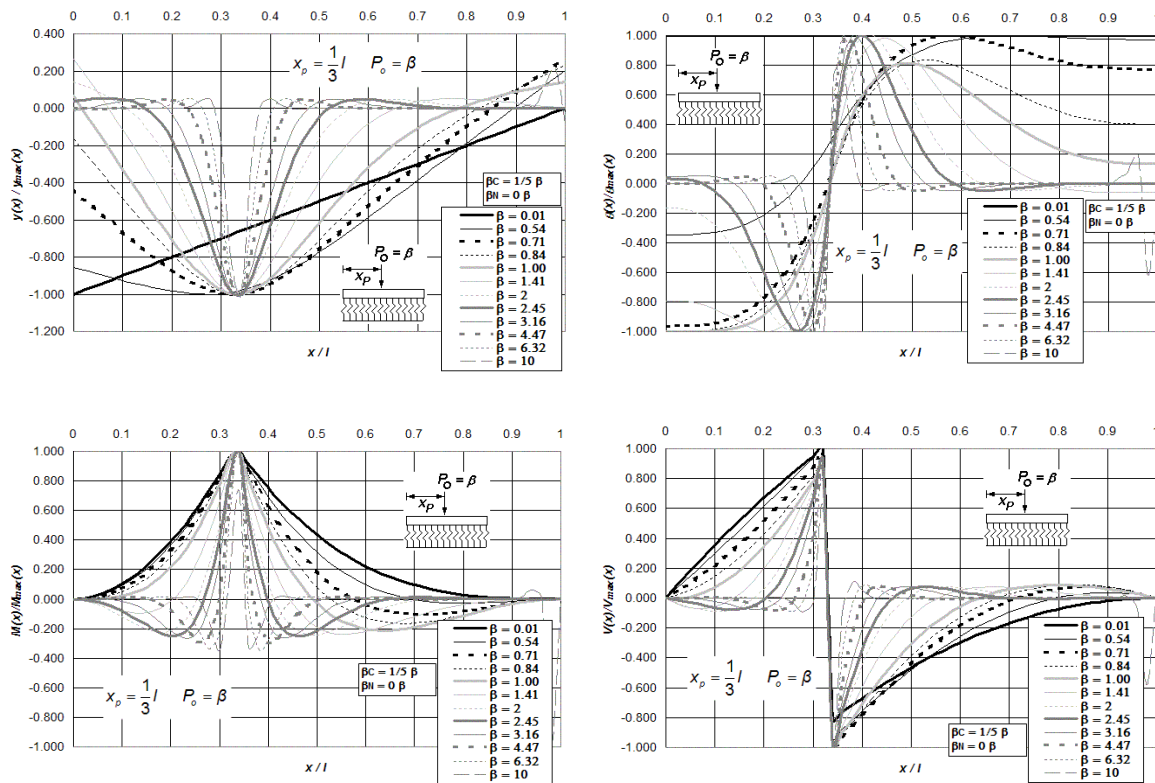 0 0.1 0.2 0.3 0.4 0.5 0.6 0.7 0.8 0.9 1
0.400
0.200
0.000
-0.200
-0.400
-0.600
-0.800
-1.000
-1.200
y(x) / ymax(x)
x / l
xp = 1/3 l Po = β
Po = β
xP
βC = 1/5 β
βN = 0 β
β = 0.01
β = 0.54
β = 0.71
β = 0.84
β = 1.00
β = 1.41
β = 2
β = 2.45
β = 3.16
β = 4.47
β = 6.32
β = 10
0 0.1 0.2 0.3 0.4 0.5 0.6 0.7 0.8 0.9 1
1.000
0.800
0.600
0.400
0.200
0.000
-0.200
-0.400
-0.600
-0.800
-1.000
x / l
Po = β
xP
xp = 1/3 l Po = β
βC = 1/5 β
βN = 0 β
β = 0.01
β = 0.54
β = 0.71
β = 0.84
β = 1.00
β = 1.41
β = 2
β = 2.45
β = 3.16
β = 4.47
β = 6.32
β = 10
0 0.1 0.2 0.3 0.4 0.5 0.6 0.7 0.8 0.9 1
1.000
0.800
0.600
0.400
0.200
0.000
-0.200
-0.400
-0.600
-0.800
-1.000
M(x)/Mmax(x)
x / l
Po = β
xP
xp = 1/3 l Po = β
βC = 1/5 β
βN = 0 β
β = 0.01
β = 0.54
β = 0.71
β = 0.84
β = 1.00
β = 1.41
β = 2
β = 2.45
β = 3.16
β = 4.47
β = 6.32
β = 10
0 0.1 0.2 0.3 0.4 0.5 0.6 0.7 0.8 0.9 1
1.000
0.800
0.600
0.400
0.200
0.000
-0.200
-0.400
-0.600
-0.800
-1.000
V(x)/Vmax(x)
x / l
Po = β
xP
xp = 1/3 l Po = β
βC = 1/5 β
βN = 0 β
β = 0.01
β = 0.54
β = 0.71
β = 0.84
β = 1.00
β = 1.41
β = 2
β = 2.45
β = 3.16
β = 4.47
β = 6.32
β = 10